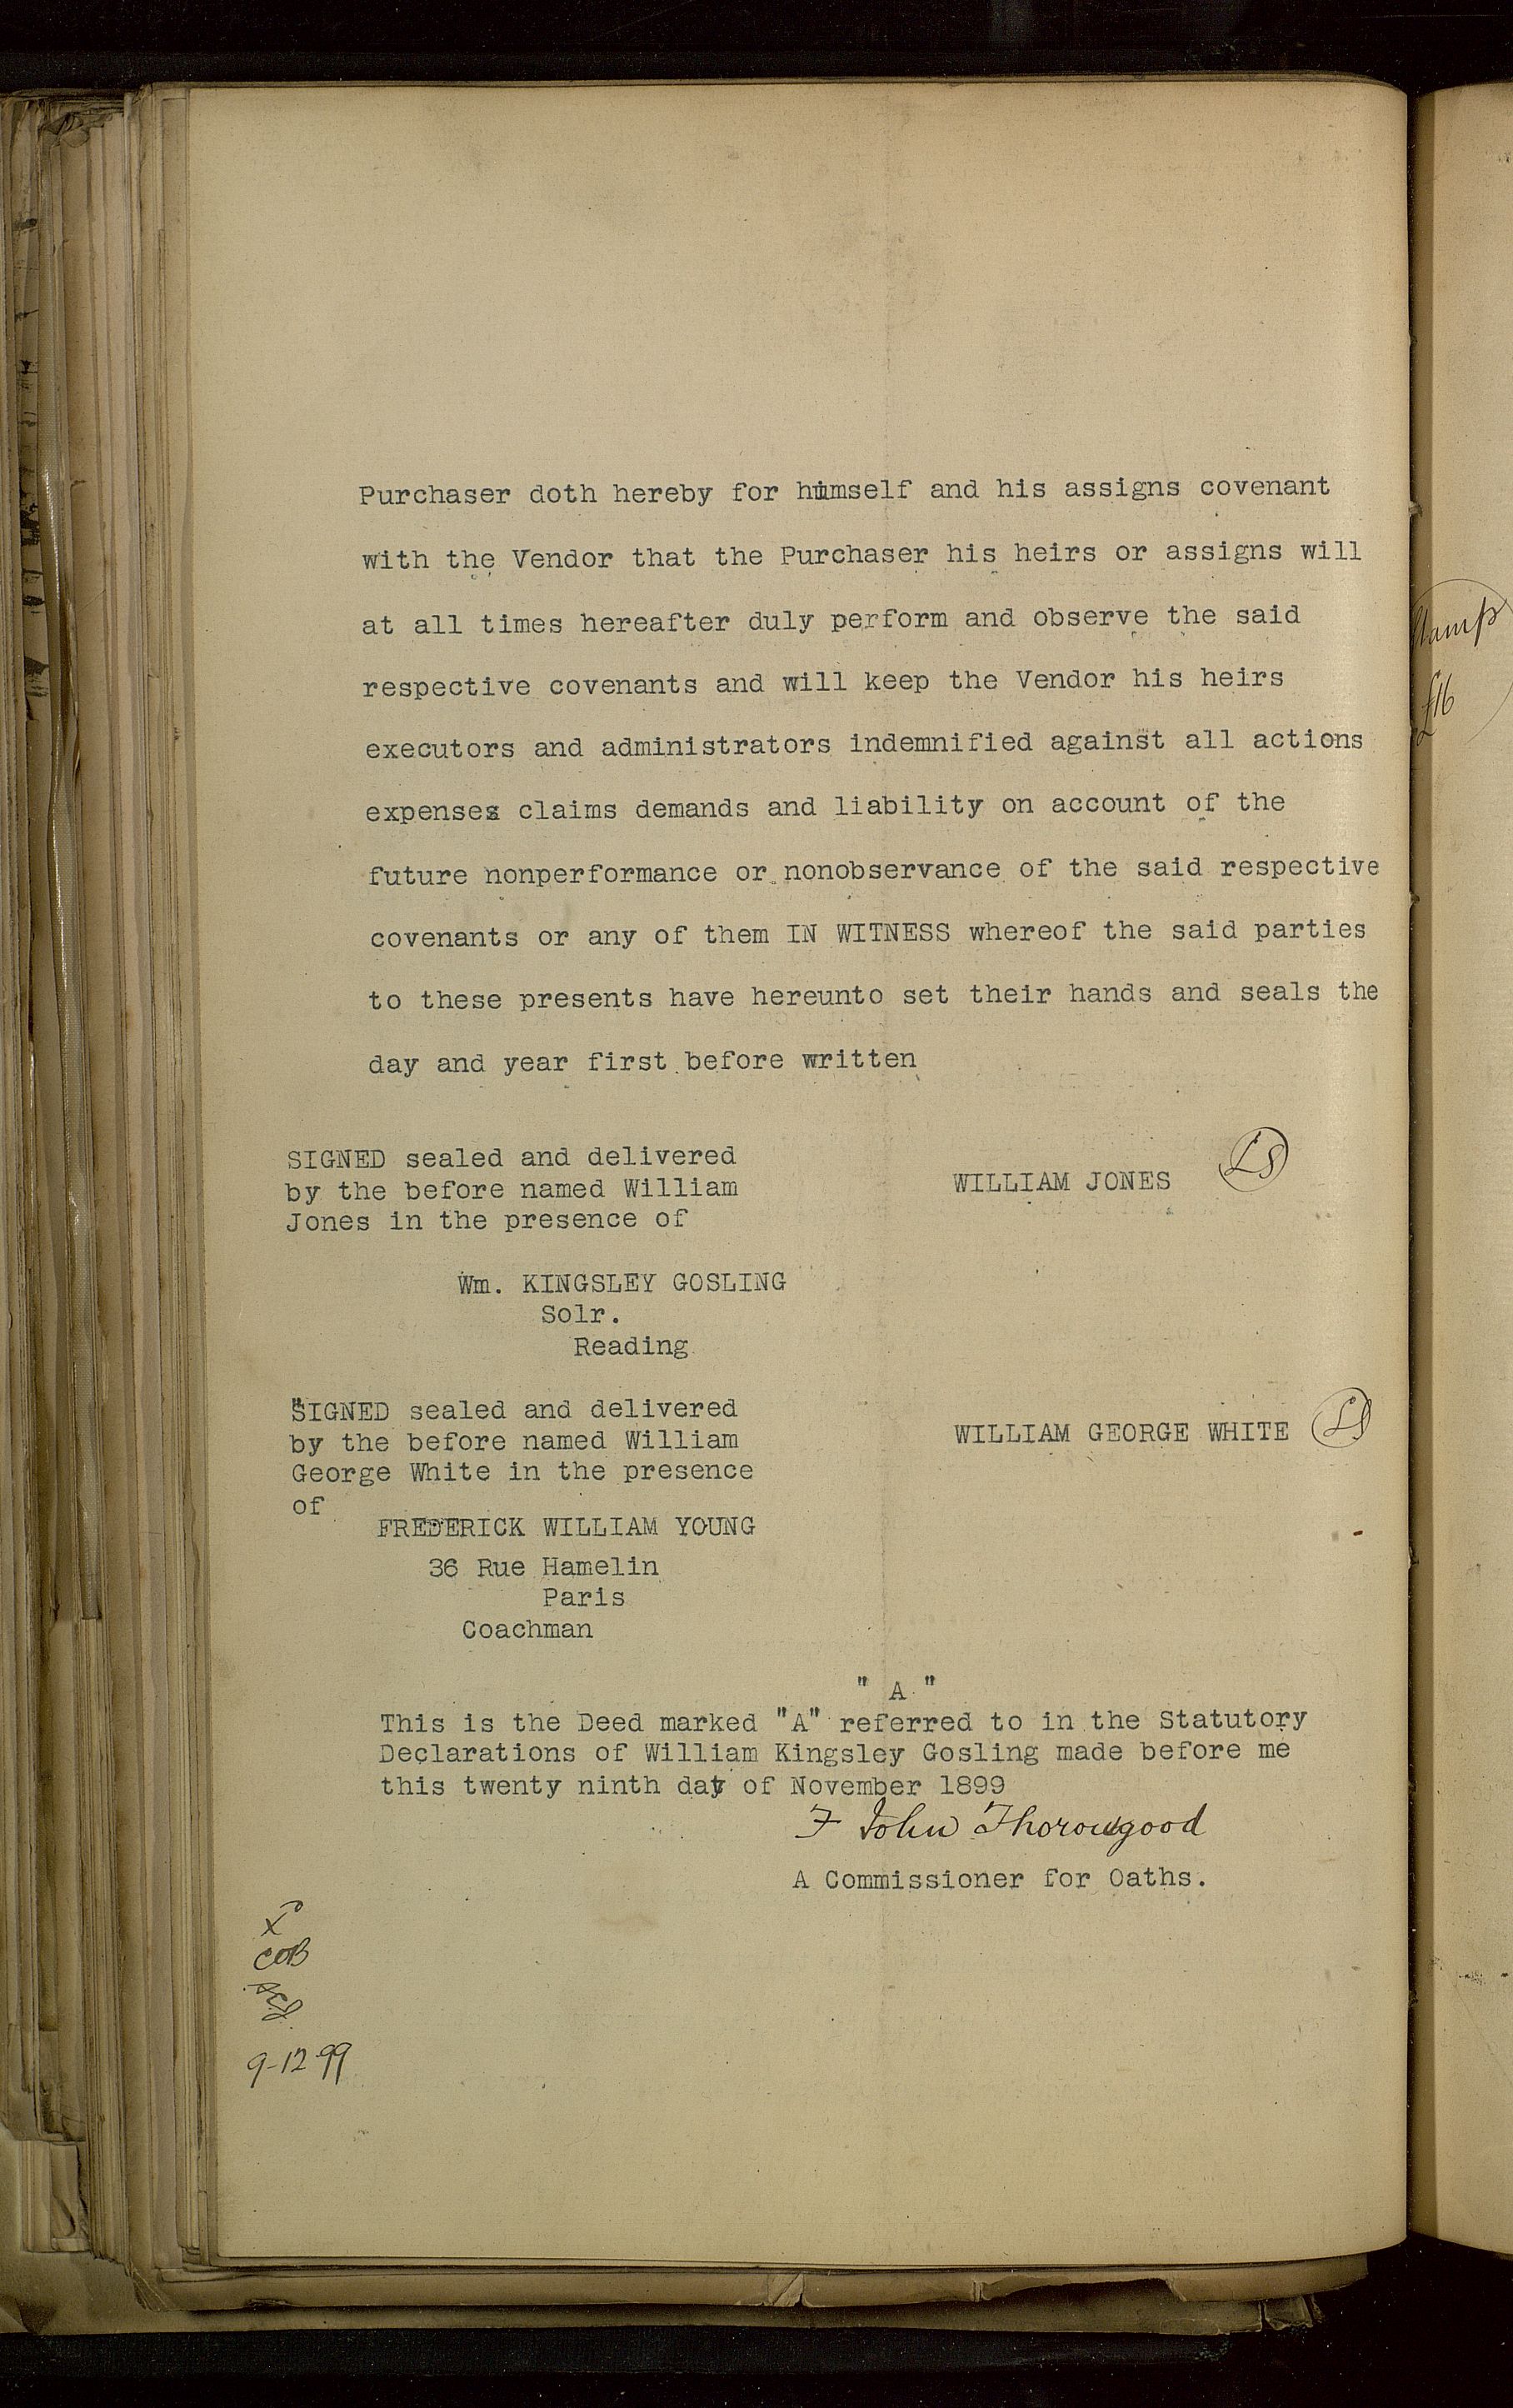 Purchaser doth hereby for himself and his assigns covenant
with the Vendor that the Purchaser his heirs or assigns will
at all times hereafter duly perform and observe the said
respective covenants and will keep the Vendor his heirs
executors and administrators indemnified against all actions
expenses claims demands and liability on account of the
future nonperformance or nonobservance of the said respective
covenants or any of them IN WITNESS whereof the said parties
to these presents have hereunto set their hands and seals the
day and year first before written
SIGNED sealed and delivered
by the before named William
Jones in the presence of
WILLIAM JONES LS
Wm. KINGSLEY GOSLING
Solr.
Reading
"SIGNED sealed and delivered
by the before named William
George White in the presence
of
WILLIAM GEORGE WHITE LS
FREDERICK WILLIAM YOUNG
36 Rue Hamelin
Paris
Coachman
" A "
This is the Deed marked "A" referred to in the Statutory
Declarations of William Kingsley Gosling made before me
this twenty ninth day of November 1899
F John Thorowgood
A Commissioner for Oaths.
COB
9-12-99
Stamp
£16